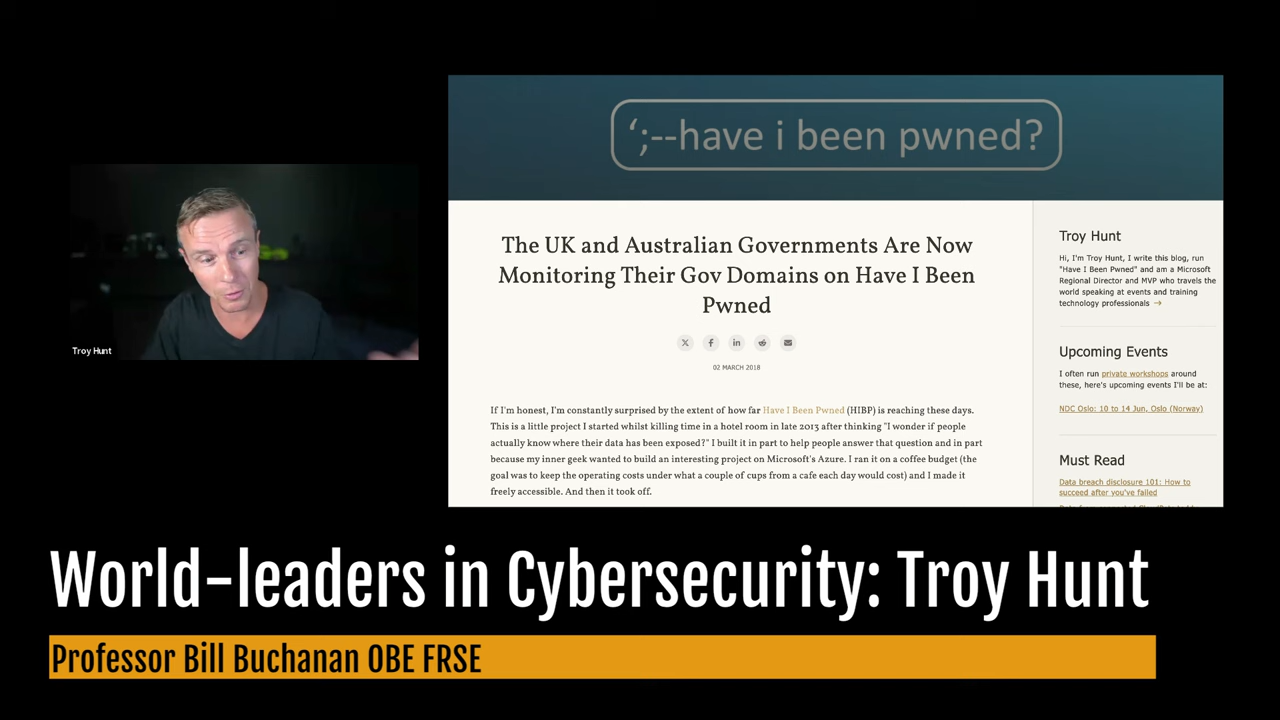 ';--have i been pwned?
Troy Hunt
The UK and Australian Governments Are Now
Monitoring Their Gov Domains on Have I Been
Pwned
02 MARCH 2018
If I'm honest, I'm constantly surprised by the extent of how far Have I Been Pwned (HIBP) is reaching these days.
This is a little project I started whilst killing time in a hotel room in late 2013 after thinking "I wonder if people
actually know where their data has been exposed?" I built it in part to help people answer that question and in part
because my inner geek wanted to build an interesting project on Microsoft's Azure. I ran it on a coffee budget (the
goal was to keep the operating costs under what a couple of cups from a cafe each day would cost) and I made it
freely accessible. And then it took off.
Troy Hunt
Hi, I'm Troy Hunt, I write this blog, run
"Have I Been Pwned" and am a Microsoft
Regional Director and MVP who travels the
world speaking at events and training
technology professionals →
Upcoming Events
I often run private workshops around
these, here's upcoming events I'll be at:
NDC Oslo: 10 to 14 Jun, Oslo (Norway)
Must Read
Data breach disclosure 101: How to
succeed after you've failed
World-leaders in Cybersecurity: Troy Hunt
Professor Bill Buchanan OBE FRSE